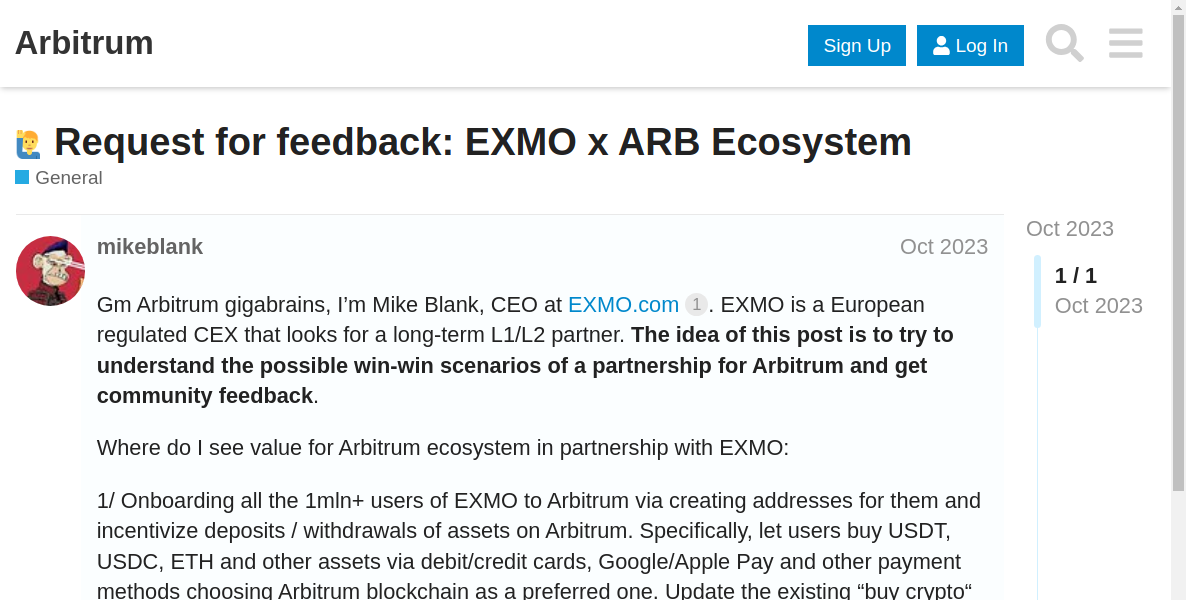 Arbitrum
Sign Up
Log In
Request for feedback: EXMO x ARB Ecosystem
General
mikeblank
Oct 2023
Gm Arbitrum gigabrains, I’m Mike Blank, CEO at EXMO.com 1. EXMO is a European
regulated CEX that looks for a long-term L1/L2 partner. The idea of this post is to try to
understand the possible win-win scenarios of a partnership for Arbitrum and get
community feedback.
Where do I see value for Arbitrum ecosystem in partnership with EXMO:
1/ Onboarding all the 1mln+ users of EXMO to Arbitrum via creating addresses for them and
incentivize deposits / withdrawals of assets on Arbitrum. Specifically, let users buy USDT,
USDC, ETH and other assets via debit/credit cards, Google/Apple Pay and other payment
methods choosing Arbitrum blockchain as a preferred one. Update the existing “buy crypto“
Oct 2023
1 / 1
Oct 2023